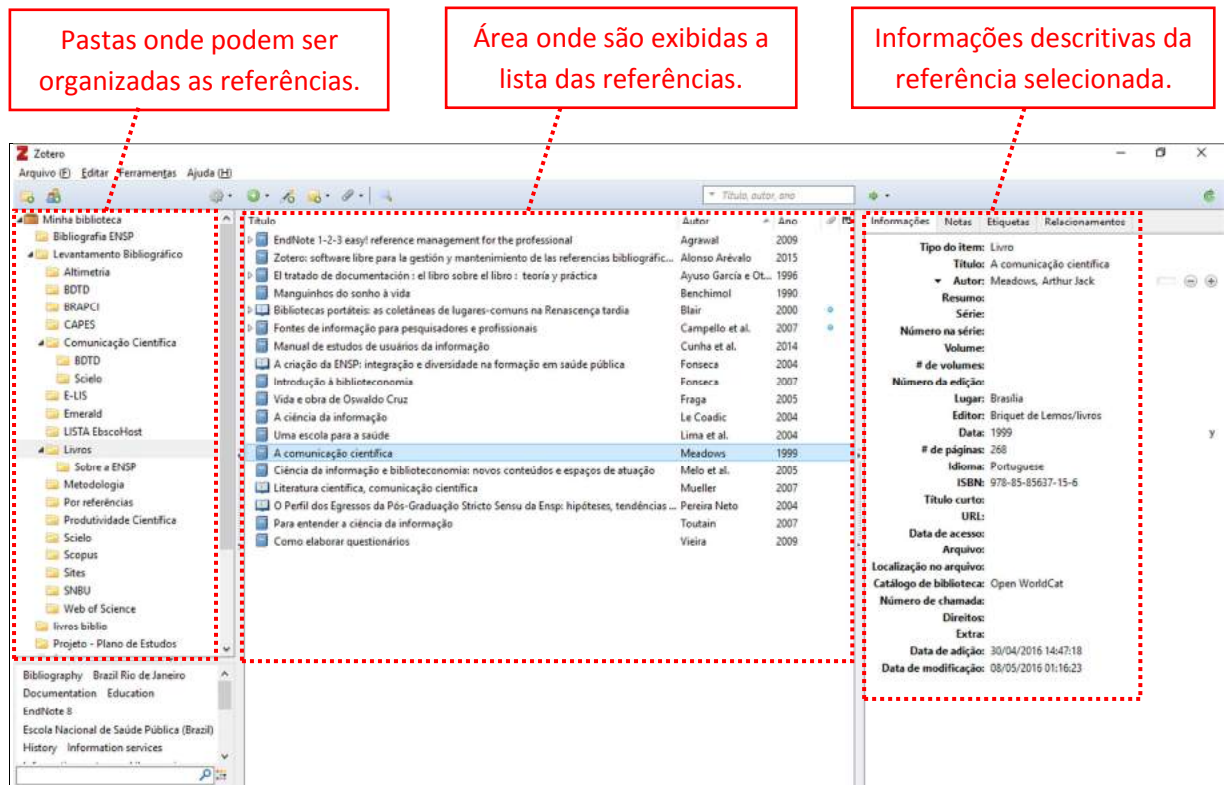 Pastas onde podem ser
organizadas as referências.
Área onde são exibidas a
lista das referências.
Informações descritivas da
referência selecionada.
Zotero
Arquivo (F) Editar Ferramentas Ajuda (H)
Título, autor, ano
Minha biblioteca
Bibliografia ENSP
Levantamento Bibliográfico
Altimetria
BDTD
BRAPCI
CAPES
Comunicação Científica
BDTD
Scielo
E-LIS
Emerald
LISTA EbscoHost
Livros
Sobre a ENSP
Metodologia
Por referências
Produtividade Científica
Scielo
Scopus
Sites
SNBU
Web of Science
livros biblio
Projeto - Plano de Estudos
Bibliography Brazil Rio de Janeiro
Documentation Education
EndNote 8
Escola Nacional de Saúde Pública (Brazil)
History Information services
Título Autor Ano
EndNote 1-2-3 easy! reference management for the professional Agrawal 2009
Zotero: software libre para la gestión y mantenimiento de las referencias bibliográfic... Alonso Arévalo 2015
El tratado de documentación : el libro sobre el libro : teoría y práctica Ayuso García e Ot... 1996
Manguinhos do sonho à vida Benchimol 1990
Bibliotecas portáteis: as coletâneas de lugares-comuns na Renascença tardia Blair 2000
Fontes de informação para pesquisadores e profissionais Campello et al. 2007
Manual de estudos de usuários da informação Cunha et al. 2014
A criação da ENSP: integração e diversidade na formação em saúde pública Fonseca 2004
Introdução à biblioteconomia Fonseca 2007
Vida e obra de Oswaldo Cruz Fraga 2005
A ciência da informação Le Coadic 2004
Uma escola para a saúde Lima et al. 2004
A comunicação científica Meadows 1999
Ciência da informação e biblioteconomia: novos conteúdos e espaços de atuação Melo et al. 2005
Literatura científica, comunicação científica Mueller 2007
O Perfil dos Egressos da Pós-Graduação Stricto Sensu da Ensp: hipóteses, tendências ... Pereira Neto 2004
Para entender a ciência da informação Toutain 2007
Como elaborar questionários Vieira 2009
Informações Notas Etiquetas Relacionamentos
Tipo do item: Livro
Título: A comunicação científica
Autor: Meadows, Arthur Jack
Resumo:
Série:
Número na série:
Volume:
# de volumes:
Número da edição:
Lugar: Brasília
Editor: Briquet de Lemos/livros
Data: 1999 y
# de páginas: 268
Idioma: Portuguese
ISBN: 978-85-85637-15-6
Título curto:
URL:
Data de acesso:
Arquivo:
Localização no arquivo:
Catálogo de biblioteca: Open WorldCat
Número de chamada:
Direitos:
Extra:
Data de adição: 30/04/2016 14:47:18
Data de modificação: 08/05/2016 01:16:23